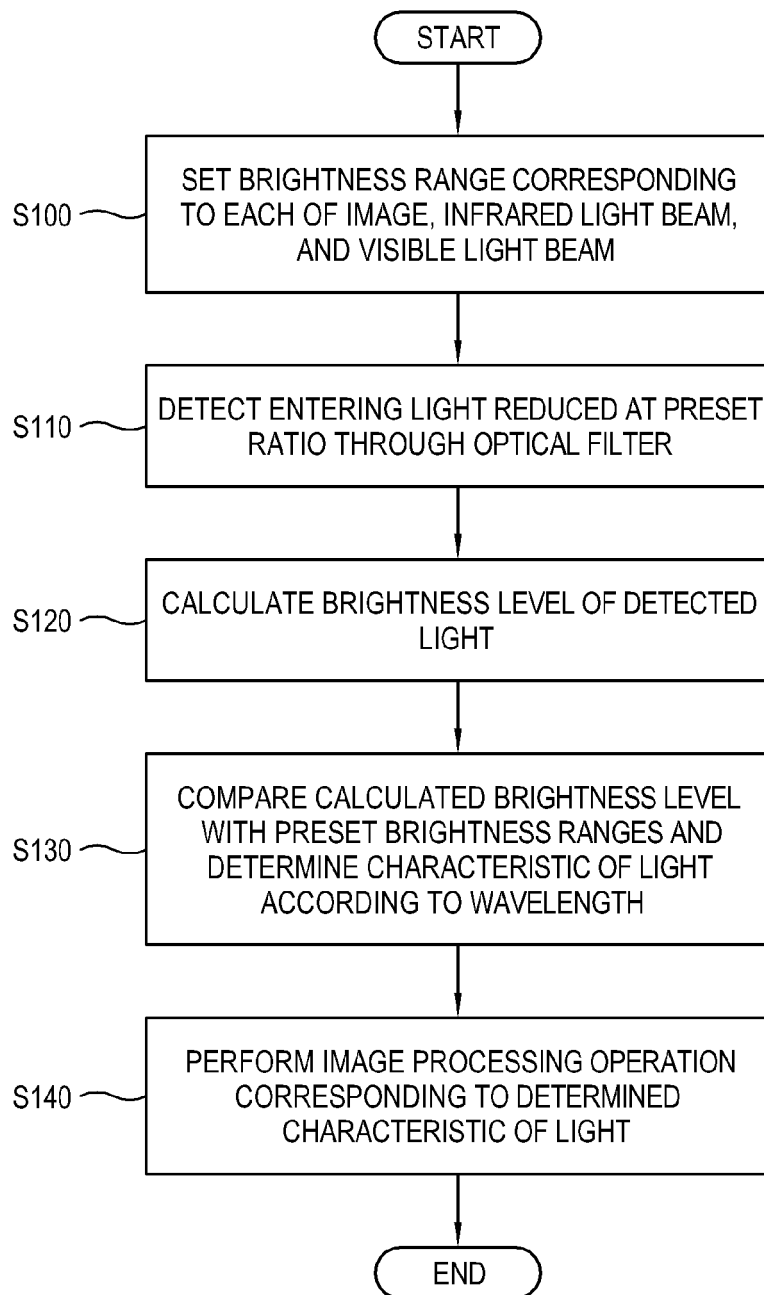 START
S100
SET BRIGHTNESS RANGE CORRESPONDING
TO EACH OF IMAGE, INFRARED LIGHT BEAM,
AND VISIBLE LIGHT BEAM
S110
DETECT ENTERING LIGHT REDUCED AT PRESET
RATIO THROUGH OPTICAL FILTER
S120
CALCULATE BRIGHTNESS LEVEL OF DETECTED
LIGHT
S130
COMPARE CALCULATED BRIGHTNESS LEVEL
WITH PRESET BRIGHTNESS RANGES AND
DETERMINE CHARACTERISTIC OF LIGHT
ACCORDING TO WAVELENGTH
S140
PERFORM IMAGE PROCESSING OPERATION
CORRESPONDING TO DETERMINED
CHARACTERISTIC OF LIGHT
END